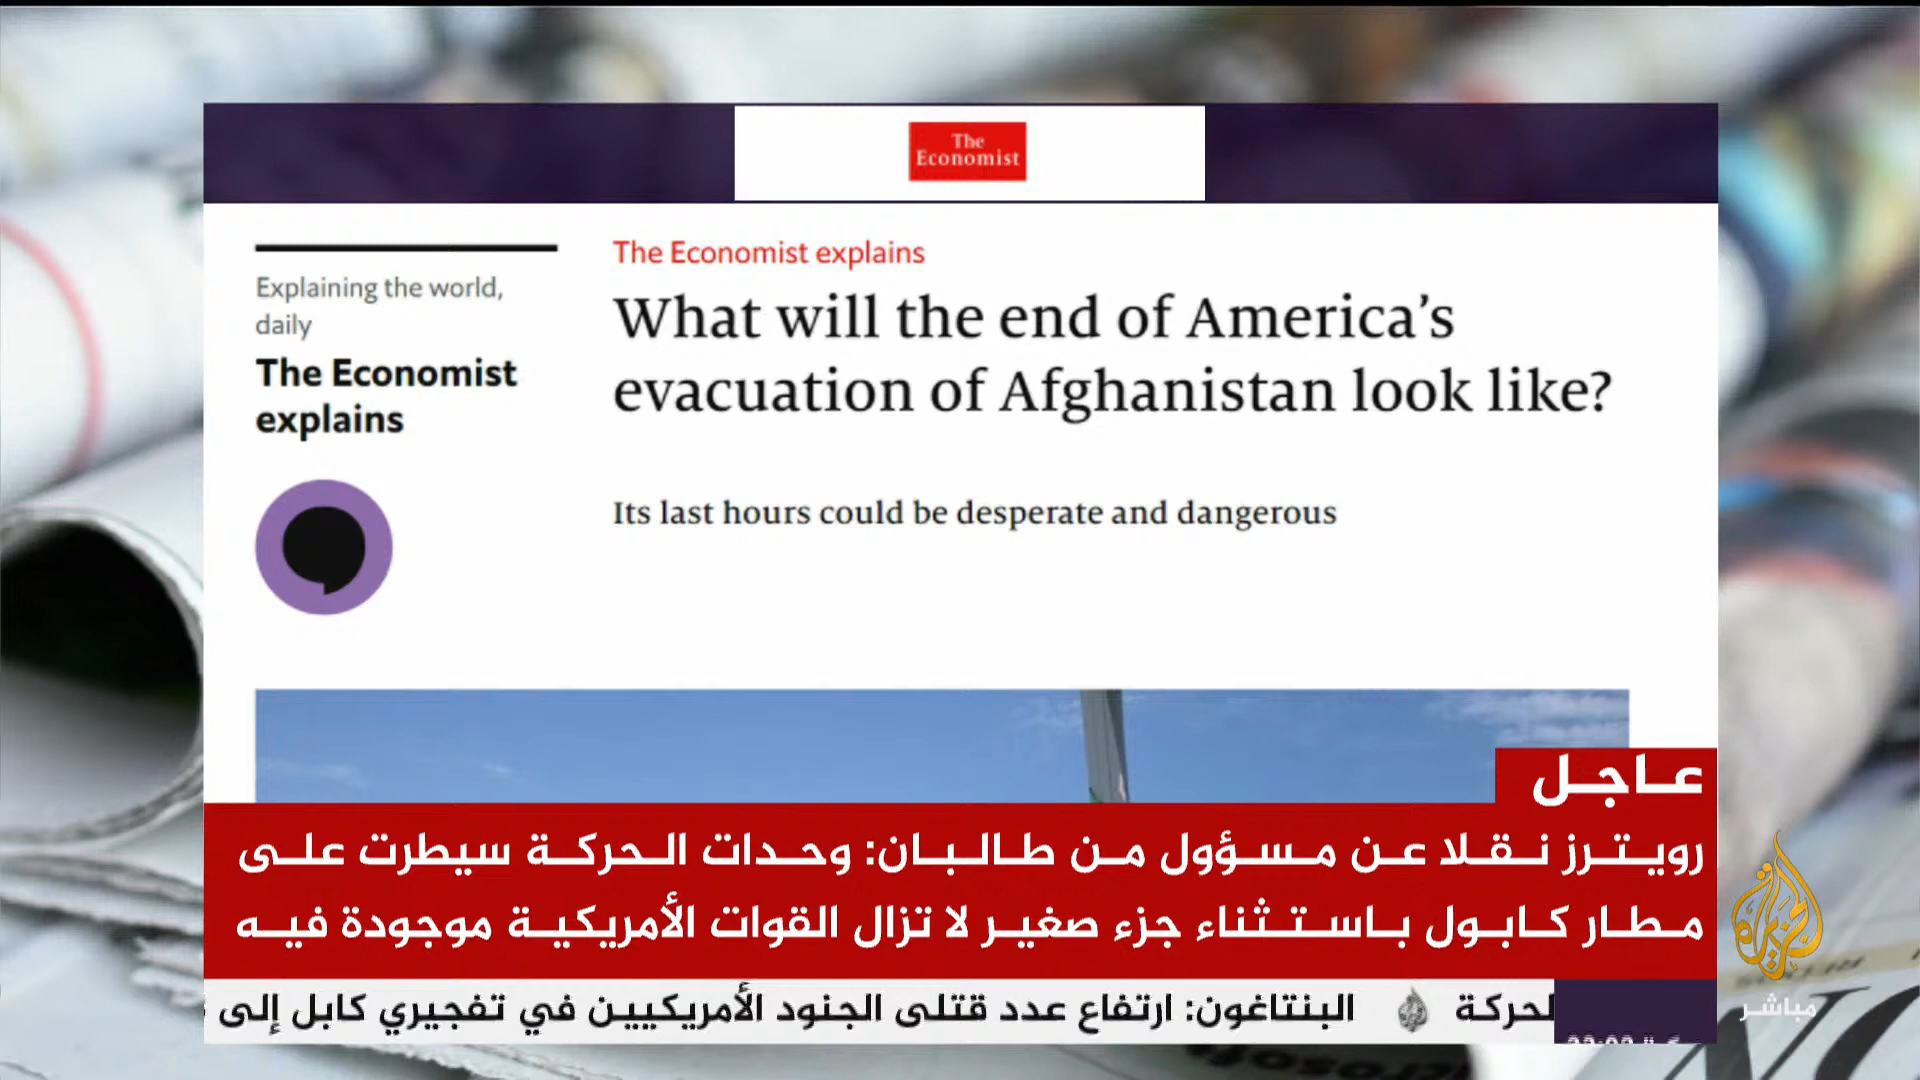 The
Economist
Explaining the world,
daily
The Economist
explains
The Economist explains
What will the end of America's
evacuation of Afghanistan look like?
Its last hours could be desperate and dangerous
عاجل
رويترز نقلا عن مسؤول من طالبان: وحدات الحركة سيطرت على
مطار كابول باستثناء جزء صغير لا تزال القوات الأمريكية موجودة فيه
لحركة البنتاغون: ارتفاع عدد قتلى الجنود الأمريكيين في تفجيري كابل إلى
الجزيرة
مباشر